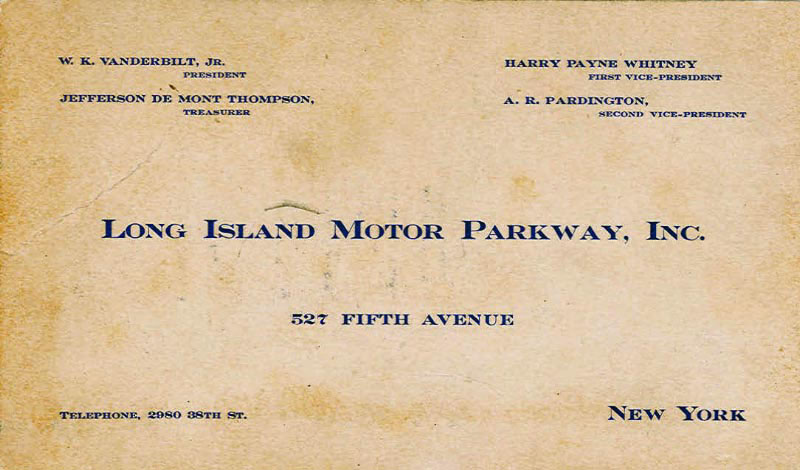 W. K. VANDERBILT, JR.
PRESIDENT
JEFFERSON DE MONT THOMPSON,
TREASURER
HARRY PAYNE WHITNEY
FIRST VICE-PRESIDENT
A. R. PARDINGTON,
SECOND VICE-PRESIDENT
LONG ISLAND MOTOR PARKWAY, INC.
527 FIFTH AVENUE
TELEPHONE, 2980 38TH ST.
NEW YORK